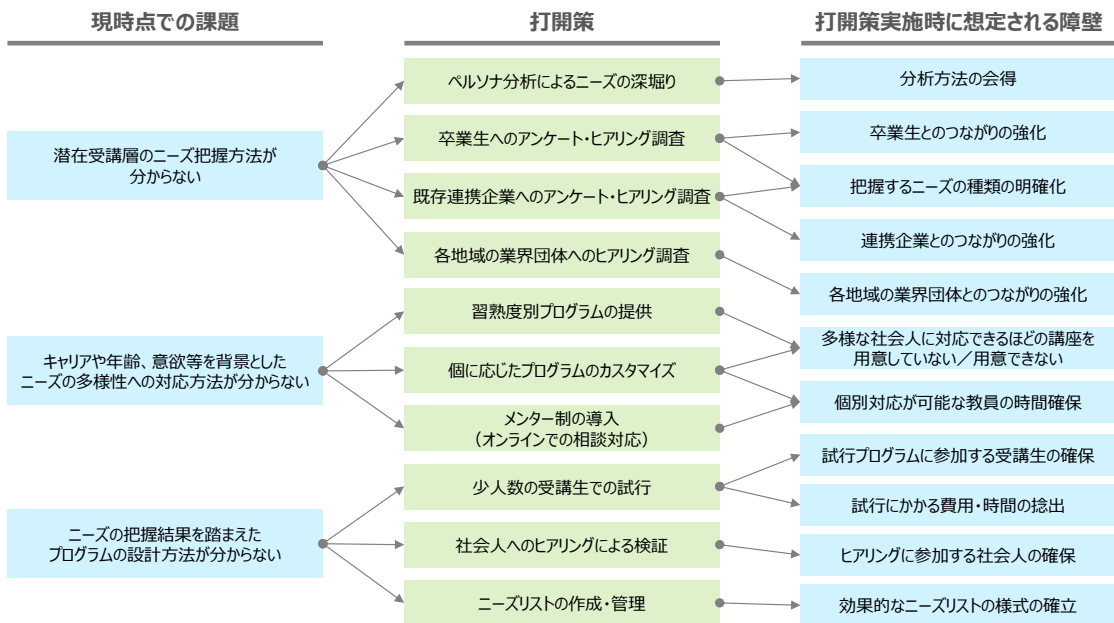 現時点での課題
打開策
打開策実施時に想定される障壁
潜在受講層のニーズ把握方法が
分からない
キャリアや年齢、意欲等を背景とした
ニーズの多様性への対応方法が分からない
ニーズの把握結果を踏まえた
プログラムの設計方法が分からない
ペルソナ分析によるニーズの深堀り
卒業生へのアンケート・ヒアリング調査
既存連携企業へのアンケート・ヒアリング調査
各地域の業界団体へのヒアリング調査
習熟度別プログラムの提供
個に応じたプログラムのカスタマイズ
メンター制の導入
（オンラインでの相談対応）
少人数の受講生での試行
社会人へのヒアリングによる検証
ニーズリストの作成・管理
分析方法の会得
卒業生とのつながりの強化
把握するニーズの種類の明確化
連携企業とのつながりの強化
各地域の業界団体とのつながりの強化
多様な社会人に対応できるほどの講座を
用意していない／用意できない
個別対応が可能な教員の時間確保
試行プログラムに参加する受講生の確保
試行にかかる費用・時間の捻出
ヒアリングに参加する社会人の確保
効果的なニーズリストの様式の確立